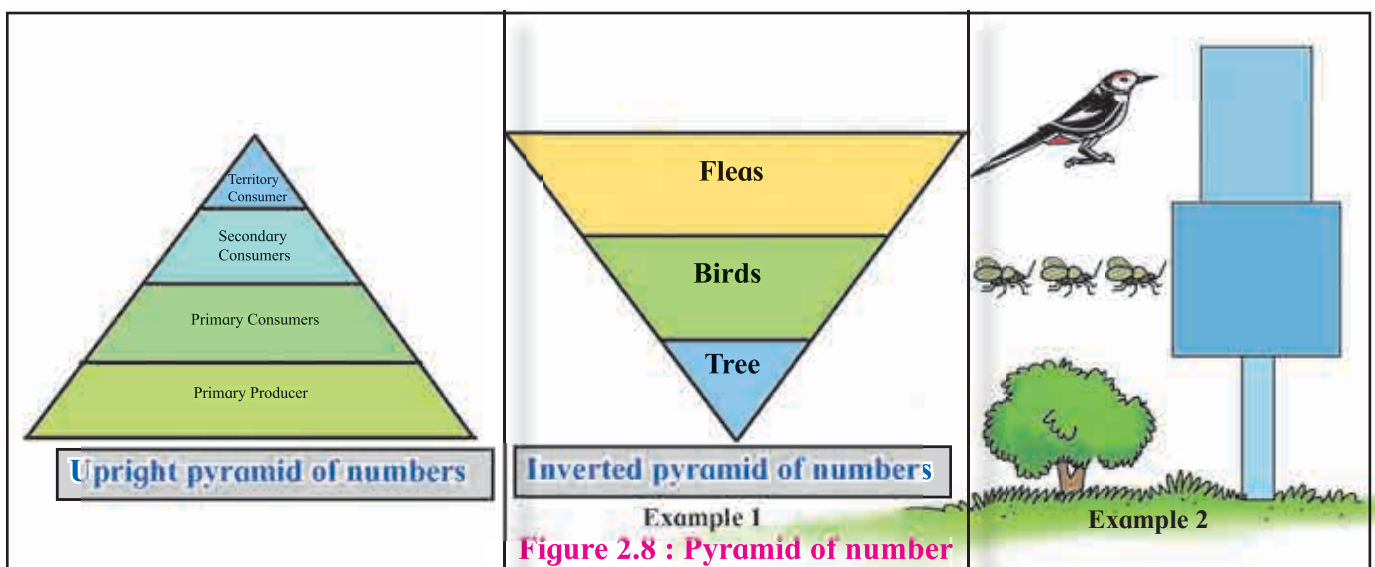 Territory
Consumer
Secondary
Consumers
Primary Consumers
Primary Producer
Upright pyramid of numbers
Fleas
Birds
Tree
Inverted pyramid of numbers
Example 1
Example 2
Figure 2.8 : Pyramid of number